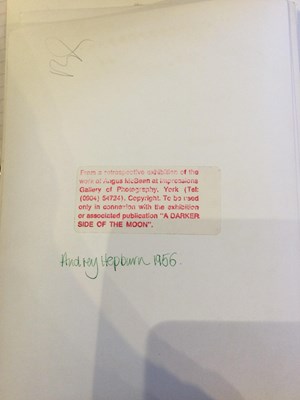 From a retrospective exhibition of the
work of Angus McBean at Impressions
Gallery of Photography, York (Tel:
(0904) 54724). Copyright. To be used
only in connexion with the exhibition
or associated publication "A DARKER
SIDE OF THE MOON".
Audrey Hepburn 1956.